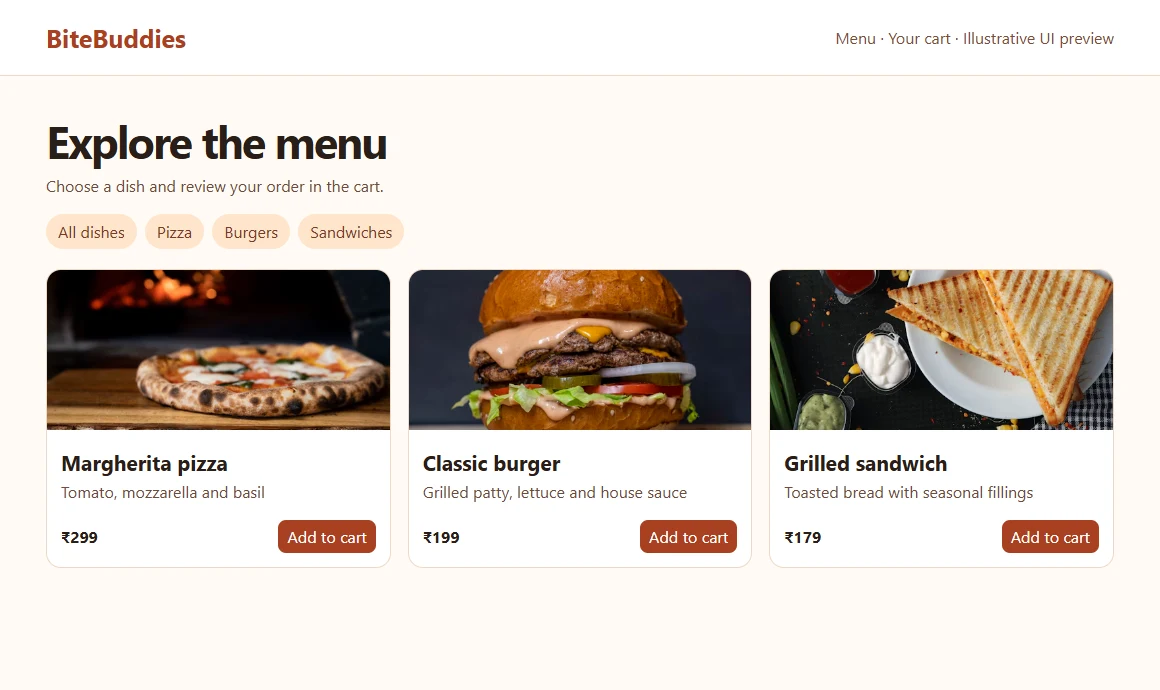 BiteBuddies
Menu · Your cart · Illustrative UI preview
Explore the menu
Choose a dish and review your order in the cart.
All dishes
Pizza
Burgers
Sandwiches
Margherita pizza
Tomato, mozzarella and basil
₹299
Add to cart
Classic burger
Grilled patty, lettuce and house sauce
₹199
Add to cart
Grilled sandwich
Toasted bread with seasonal fillings
₹179
Add to cart